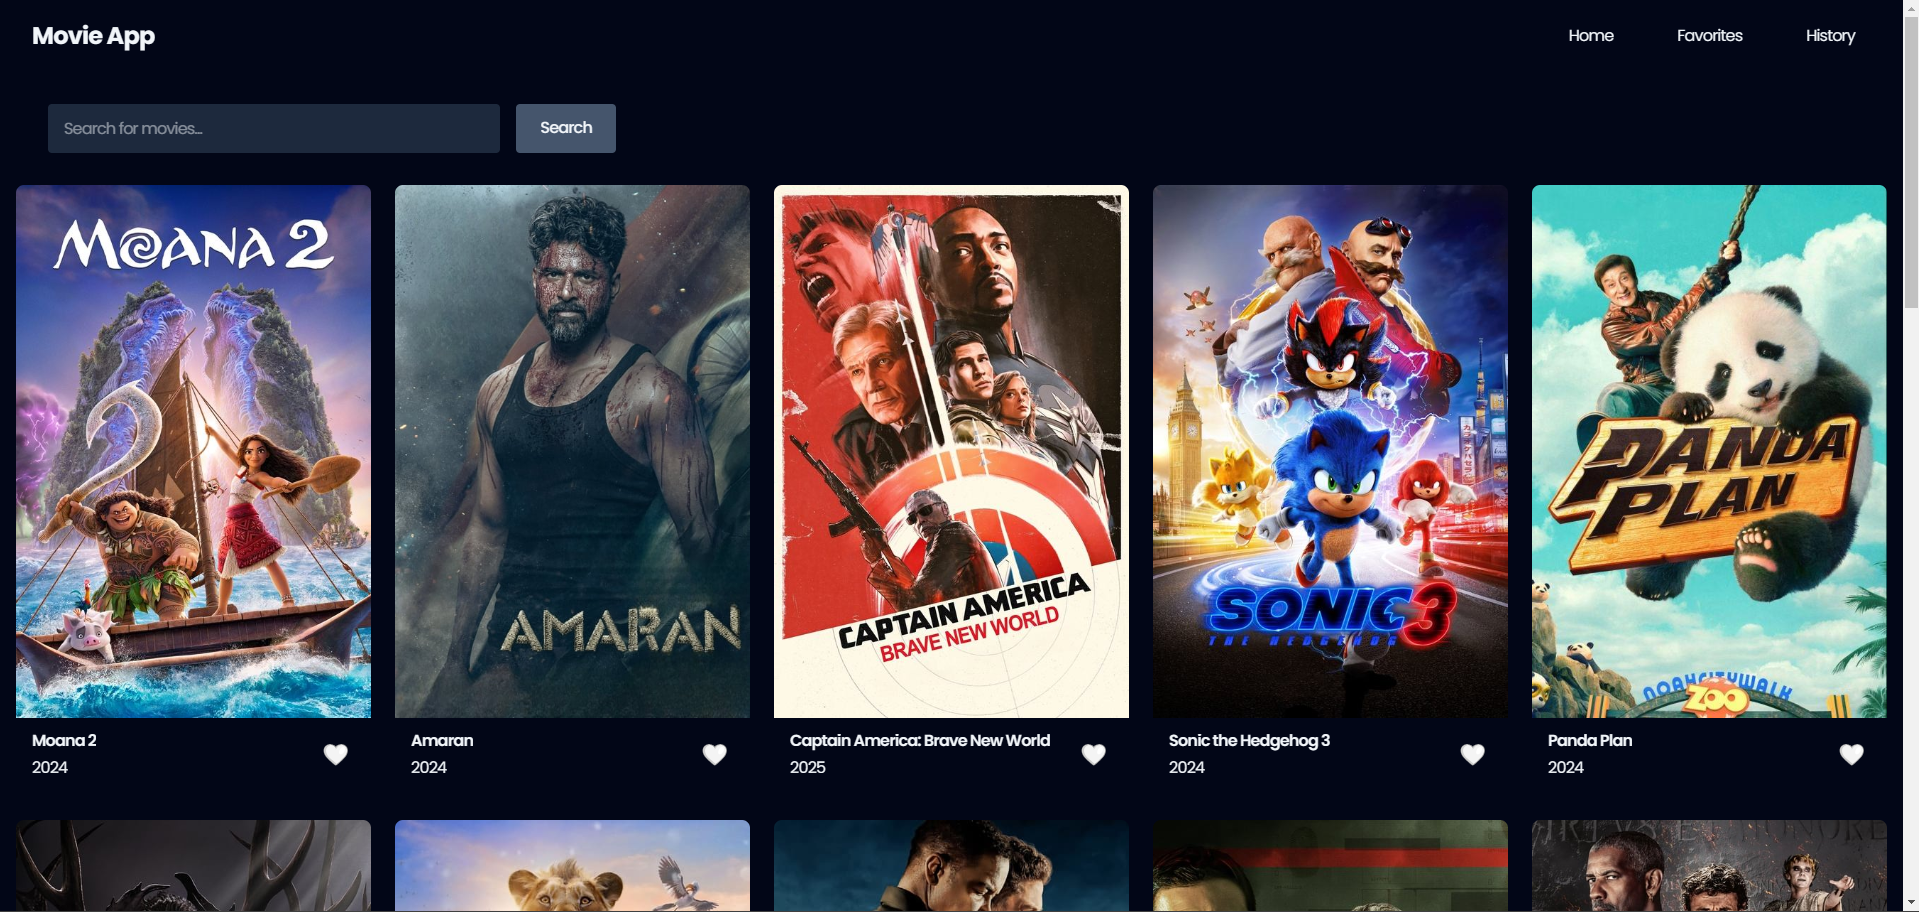 Movie App
Home
Favorites
History
Search for movies...
Search
MOANA 2
AMARAN
CAPTAIN AMERICA
BRAVE NEW WORLD
SONIC 3
THE HEDGEHOG
PANDA
PLAN
NOAHCITYWALK
ZOO
Moana 2
2024
Amaran
2024
Captain America: Brave New World
2025
Sonic the Hedgehog 3
2024
Panda Plan
2024